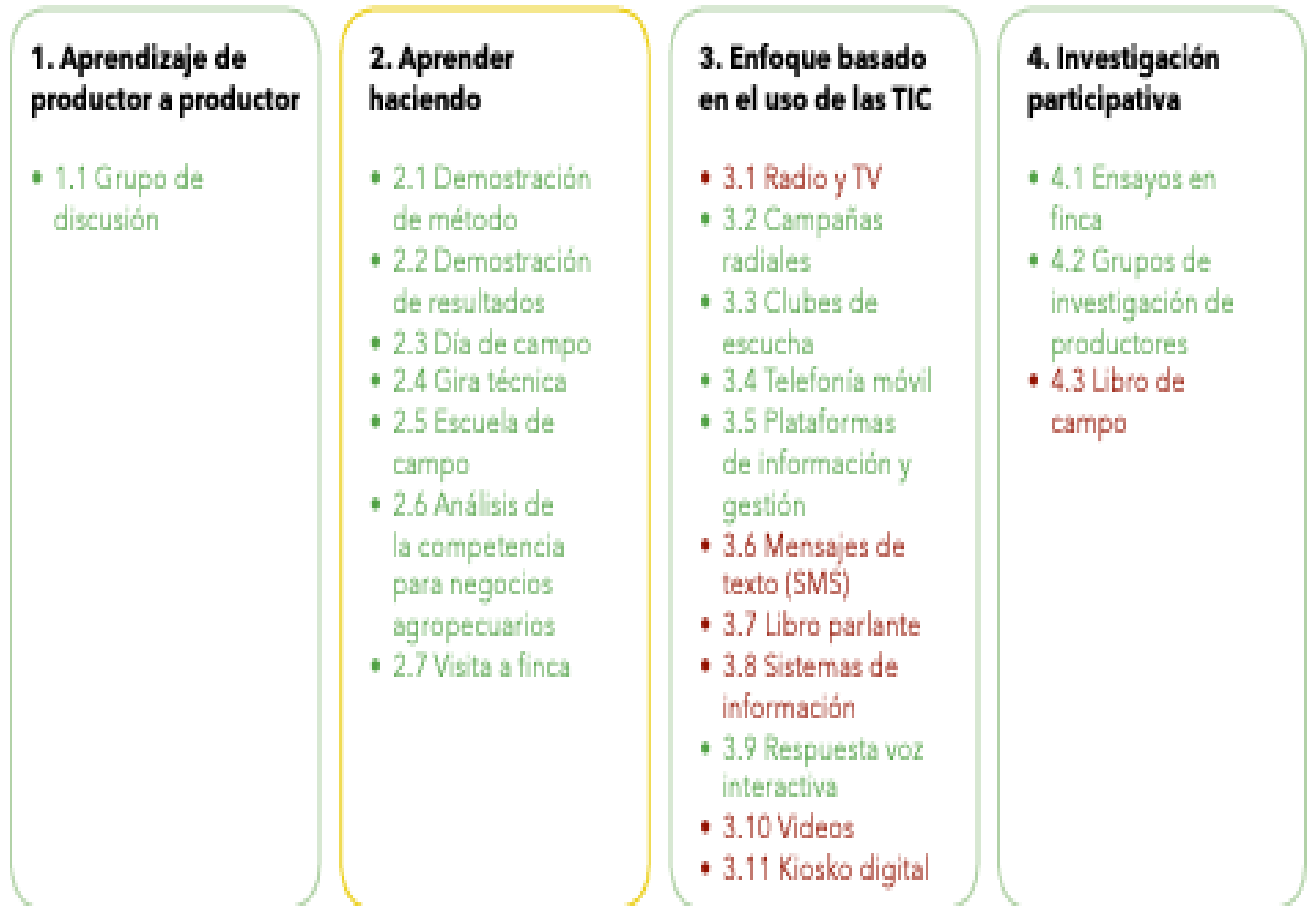 1. Aprendizaje de
productor a productor
• 1.1 Grupo de
discusión
2. Aprender
haciendo
• 2.1 Demostración
de método
• 2.2 Demostración
de resultados
• 2.3 Día de campo
• 2.4 Gira técnica
• 2.5 Escuela de
campo
• 2.6 Análisis de
la competencia
para negocios
agropecuarios
• 2.7 Visita a finca
3. Enfoque basado
en el uso de las TIC
• 3.1 Radio y TV
• 3.2 Campañas
radiales
• 3.3 Clubes de
escucha
• 3.4 Telefonía móvil
• 3.5 Plataformas
de información y
gestión
• 3.6 Mensajes de
texto (SMS)
• 3.7 Libro parlante
• 3.8 Sistemas de
información
• 3.9 Respuesta voz
interactiva
• 3.10 Videos
• 3.11 Kiosko digital
4. Investigación
participativa
• 4.1 Ensayos en
finca
• 4.2 Grupos de
investigación de
productores
• 4.3 Libro de
campo